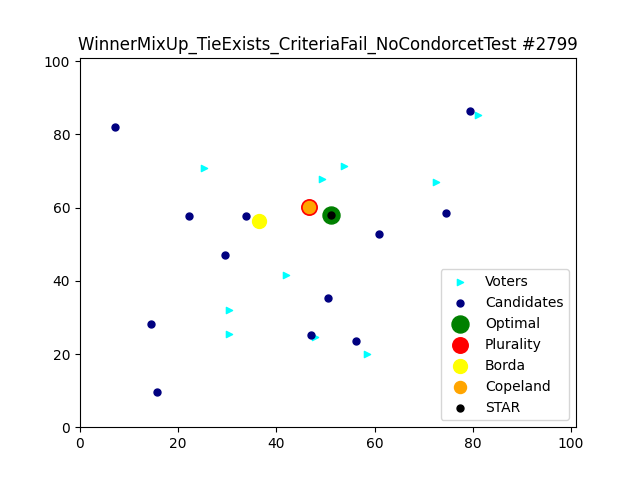 WinnerMixUp_TieExists_CriteriaFail_NoCondorcetTest #2799
100
80
60
40
20
0
0 20 40 60 80 100
Voters
Candidates
Optimal
Plurality
Borda
Copeland
STAR